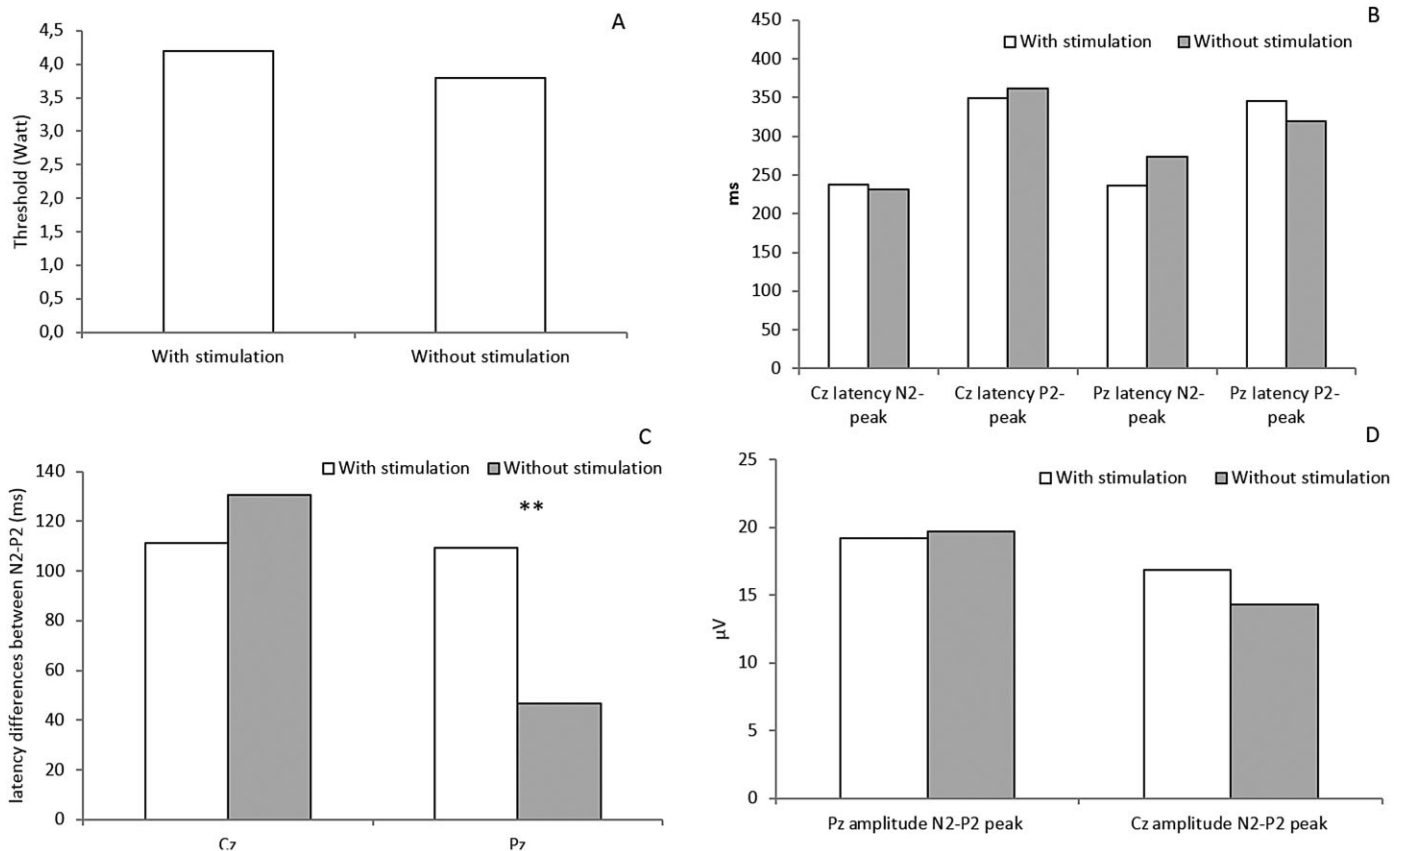 A
4,5
4,0
3,5
3,0
2,5
2,0
1,5
1,0
0,5
0,0
Threshold (Watt)
With stimulation
Without stimulation
B
With stimulation
Without stimulation
450
400
350
300
250
200
150
100
50
0
ms
Cz latency N2-
peak
Cz latency P2-
peak
Pz latency N2-
peak
Pz latency P2-
peak
C
With stimulation
Without stimulation
**
140
120
100
80
60
40
20
0
latency differences between N2-P2 (ms)
Cz
Pz
D
With stimulation
Without stimulation
25
20
15
10
5
0
µV
Pz amplitude N2-P2 peak
Cz amplitude N2-P2 peak